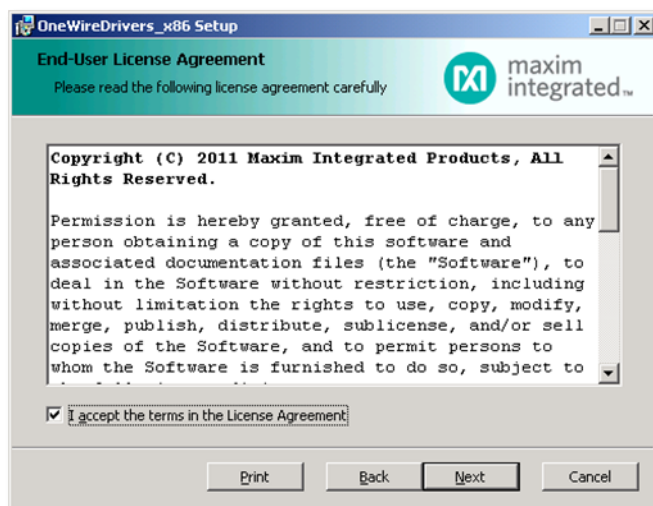 OneWireDrivers_x86 Setup
End-User License Agreement
Please read the following license agreement carefully
maxim
integrated™
Copyright (C) 2011 Maxim Integrated Products, All
Rights Reserved.
Permission is hereby granted, free of charge, to any
person obtaining a copy of this software and
associated documentation files (the "Software"), to
deal in the Software without restriction, including
without limitation the rights to use, copy, modify,
merge, publish, distribute, sublicense, and/or sell
copies of the Software, and to permit persons to
whom the Software is furnished to do so, subject to
I accept the terms in the License Agreement
Print
Back
Next
Cancel